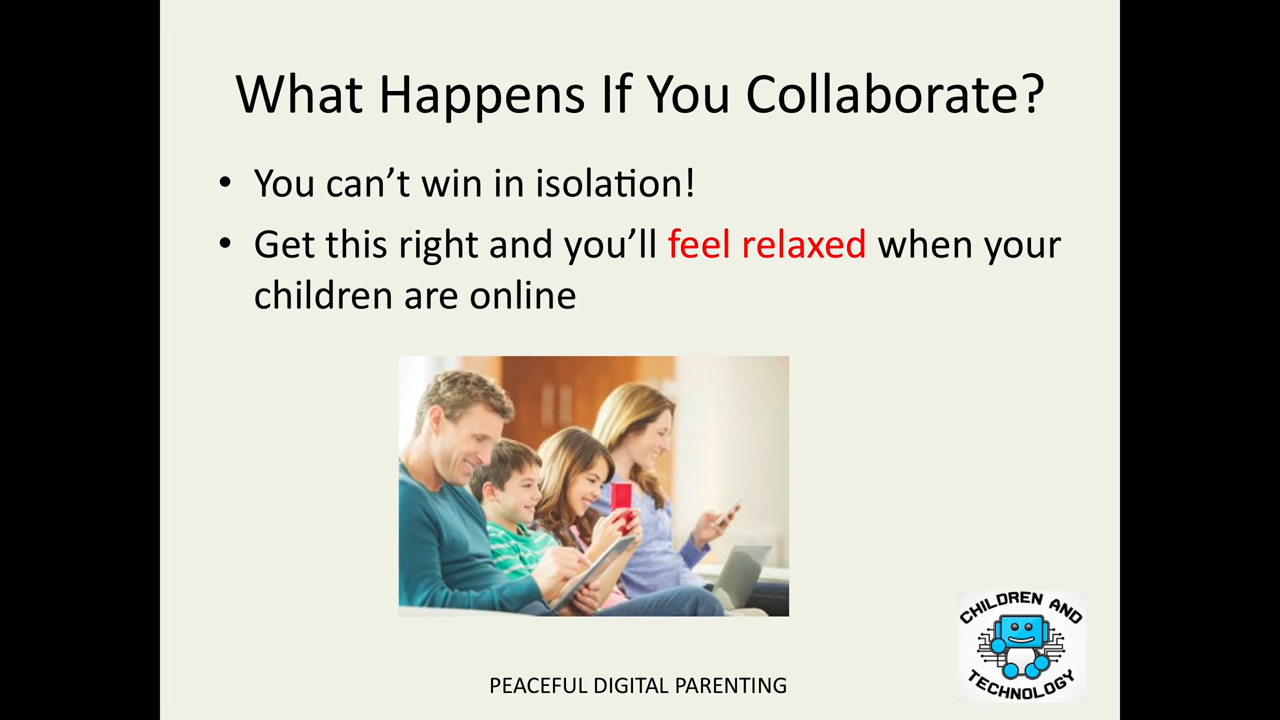 What Happens If You Collaborate?
• You can’t win in isolation!
• Get this right and you’ll feel relaxed when your
children are online
CHILDREN AND
TECHNOLOGY
PEACEFUL DIGITAL PARENTING